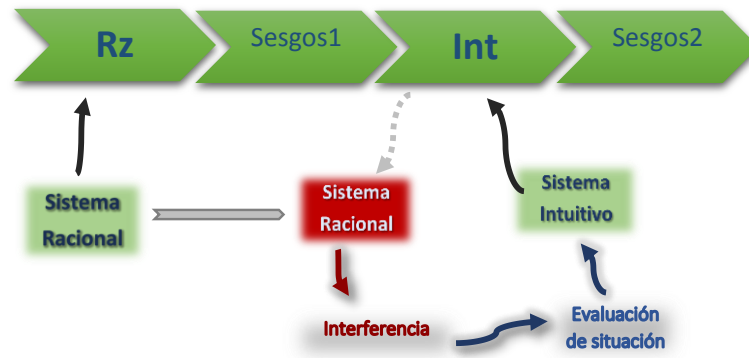 Rz
Sesgos1
Int
Sesgos2
Sistema
Racional
Sistema
Racional
Sistema
Intuitivo
Interferencia
Evaluación
de situación